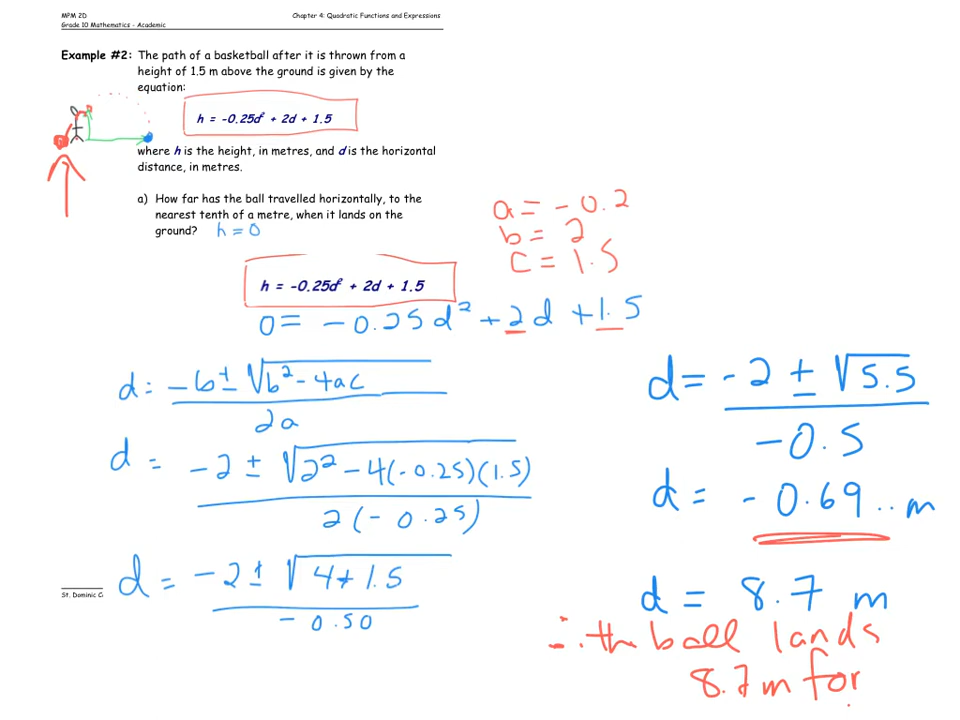 MPM 2D Chapter 4: Quadratic Functions and Expressions
Grade 10 Mathematics - Academic
Example #2: The path of a basketball after it is thrown from a
height of 1.5 m above the ground is given by the
equation:
h = -0.25d² + 2d + 1.5
where h is the height, in metres, and d is the horizontal
distance, in metres.
a) How far has the ball travelled horizontally, to the
nearest tenth of a metre, when it lands on the
ground? h = 0
a = - 0.2
b = 2
c = 1.5
h = -0.25d² + 2d + 1.5
0 = - 0.25 d² + 2d + 1.5
d = -b ± √b² - 4ac / 2a
d = -2 ± √2² - 4(-0.25)(1.5) / 2(-0.25)
d = -2 ± √4 + 1.5 / -0.50
St. Dominic C
d = -2 ± √5.5 / -0.5
d = - 0.69 .. m
d = 8.7 m
∴ th ball lands
8.7 m for